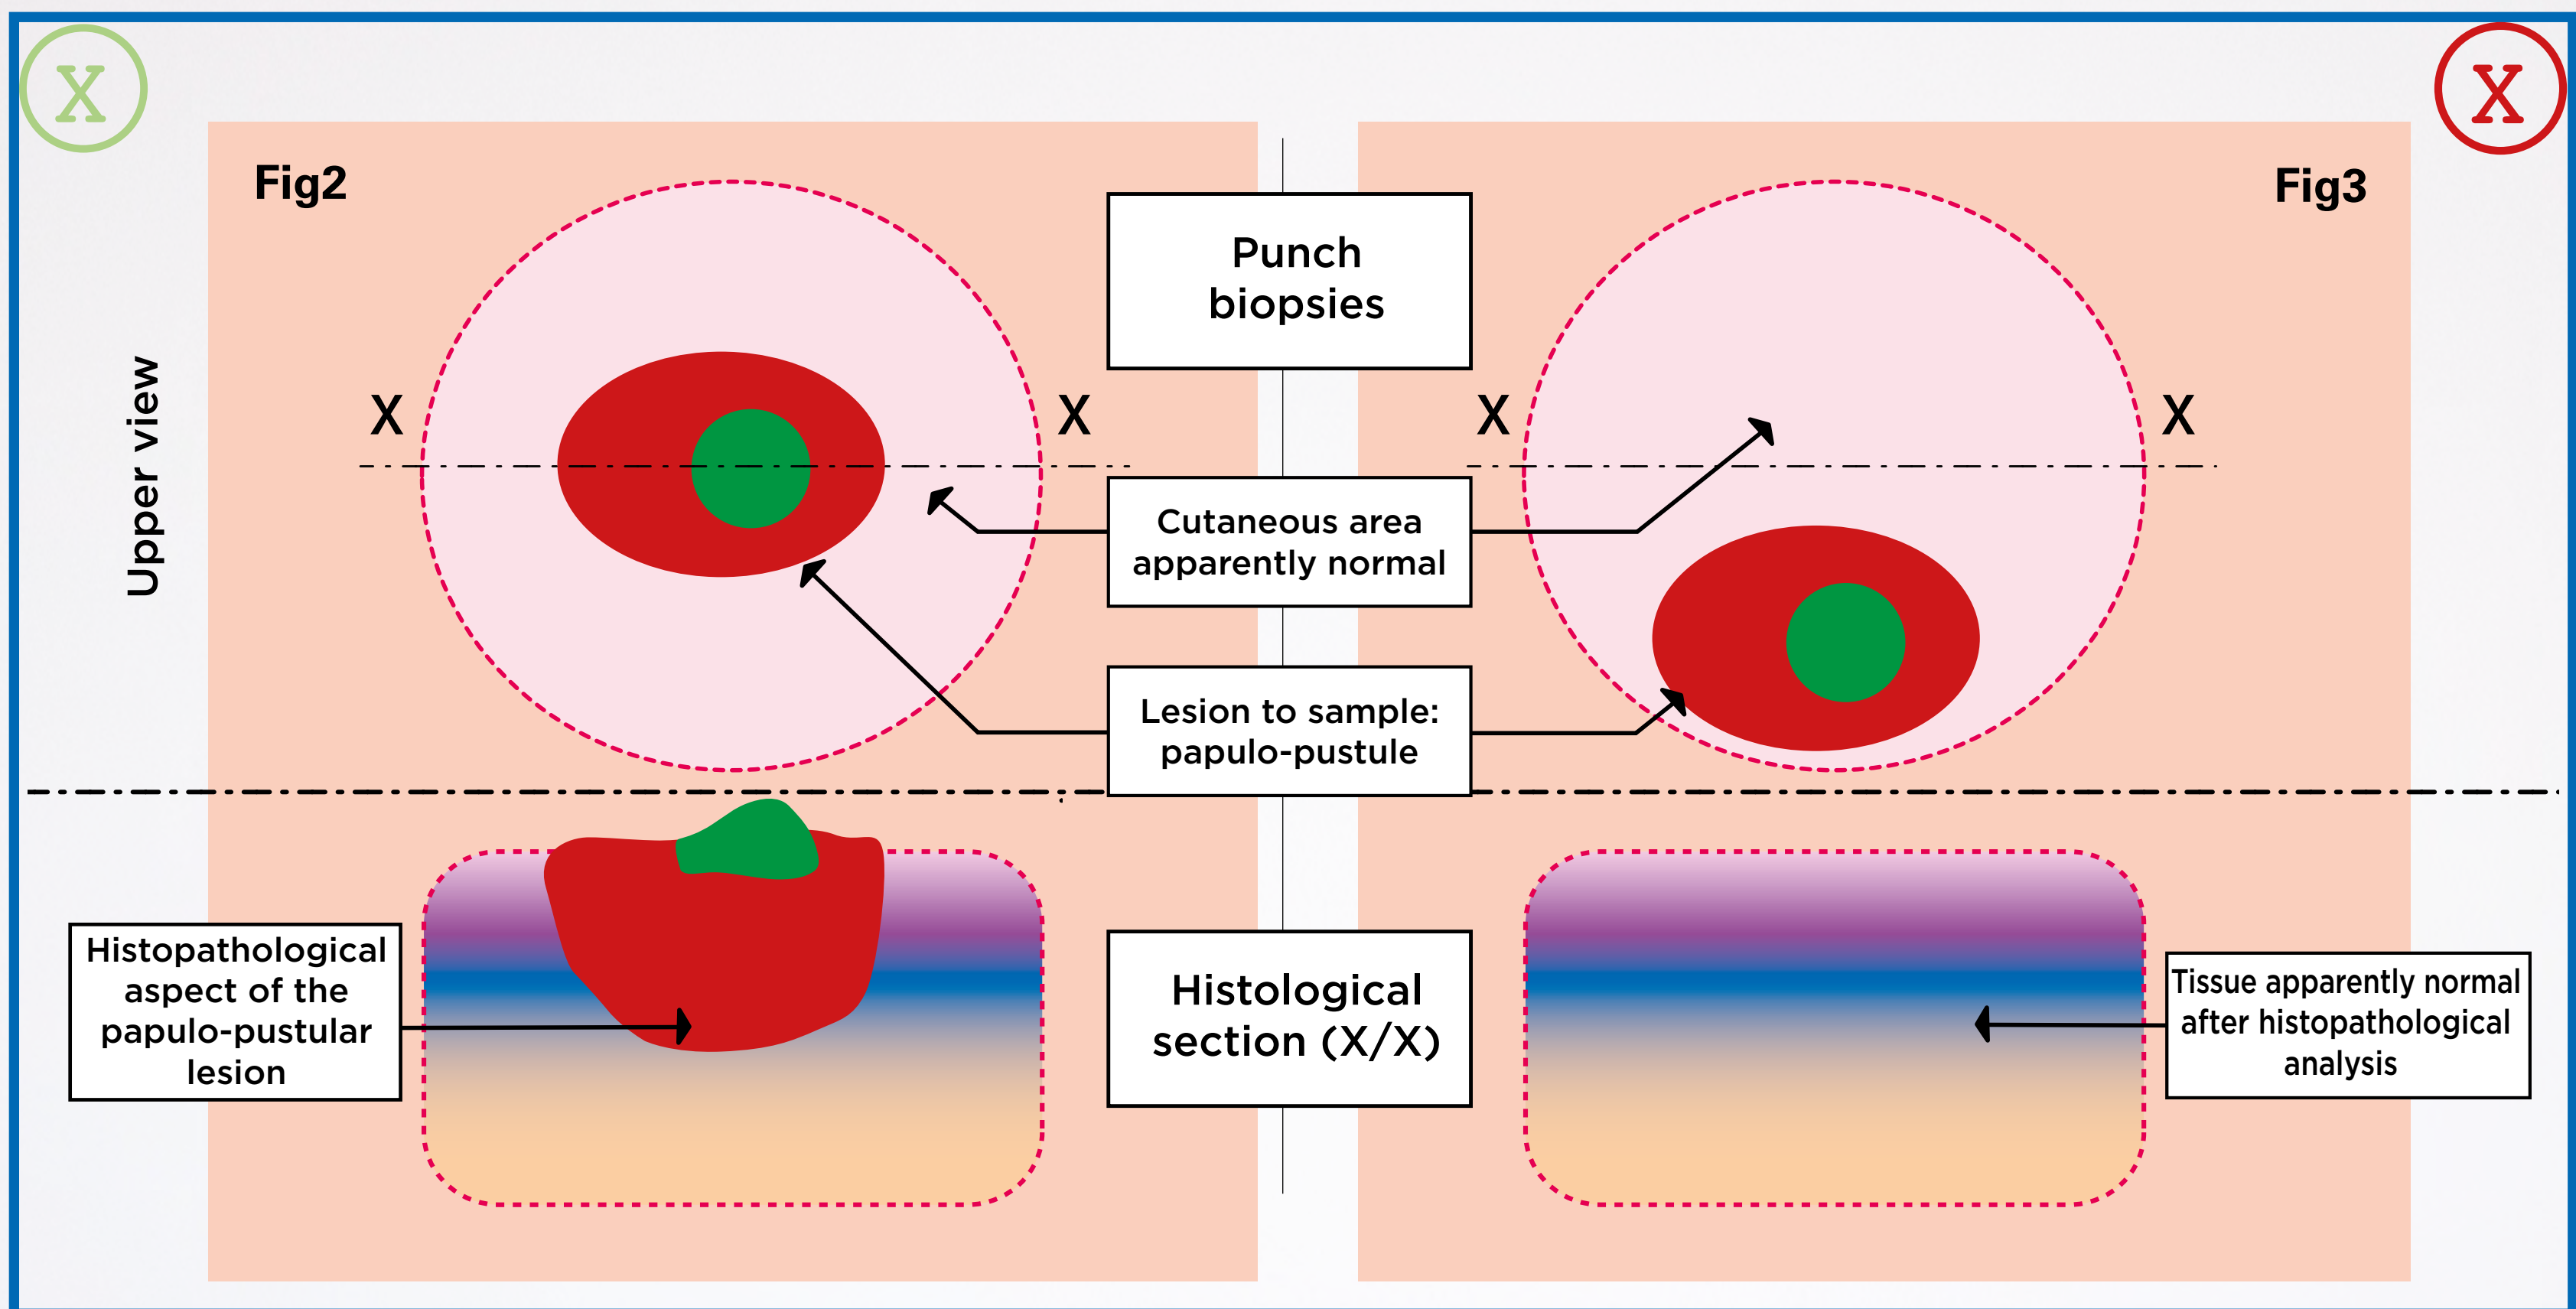 X
X
Fig2
Fig3
Punch
biopsies
Upper view
X
X
X
X
Cutaneous area
apparently normal
Lesion to sample:
papulo-pustule
Histopathological
aspect of the
papulo-pustular
lesion
Histological
section (X/X)
Tissue apparently normal
after histopathological
analysis